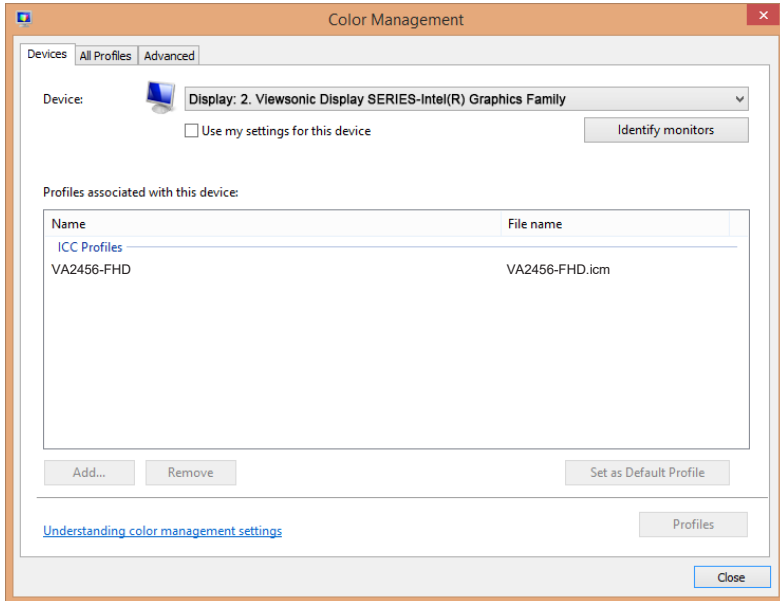 Color Management
Devices All Profiles Advanced
Device: Display: 2. Viewsonic Display SERIES-Intel(R) Graphics Family
Use my settings for this device Identify monitors
Profiles associated with this device:
Name File name
ICC Profiles
VA2456-FHD VA2456-FHD.icm
Add... Remove Set as Default Profile
Understanding color management settings Profiles
Close